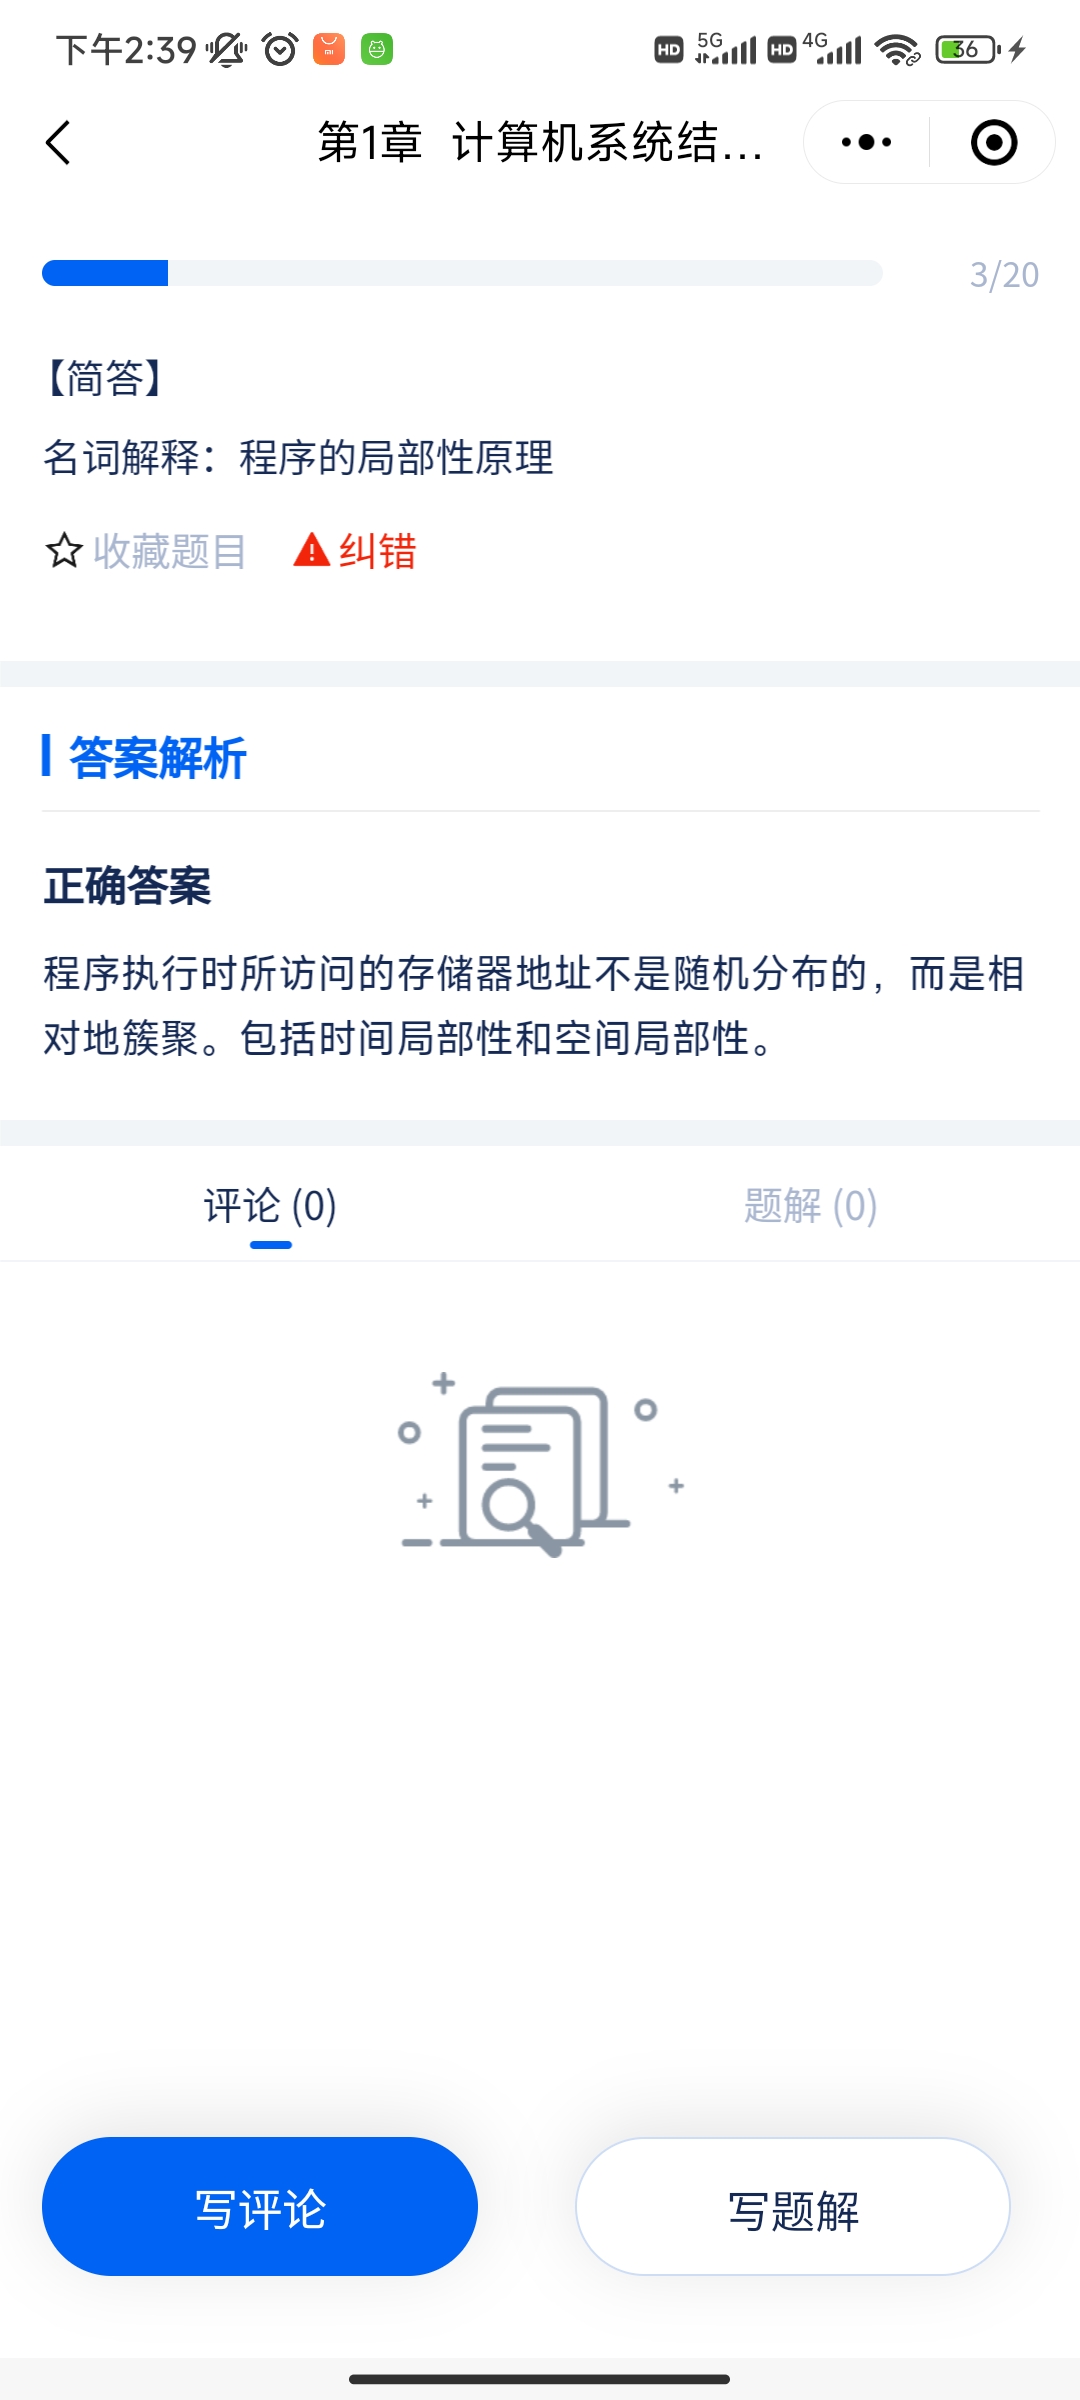 下午2:39 HD 5G HD 4G 36
第1章 计算机系统结...
3/20
【简答】
名词解释：程序的局部性原理
收藏题目 纠错
答案解析
正确答案
程序执行时所访问的存储器地址不是随机分布的，而是相
对地簇聚。包括时间局部性和空间局部性。
评论 (0) 题解 (0)
写评论 写题解